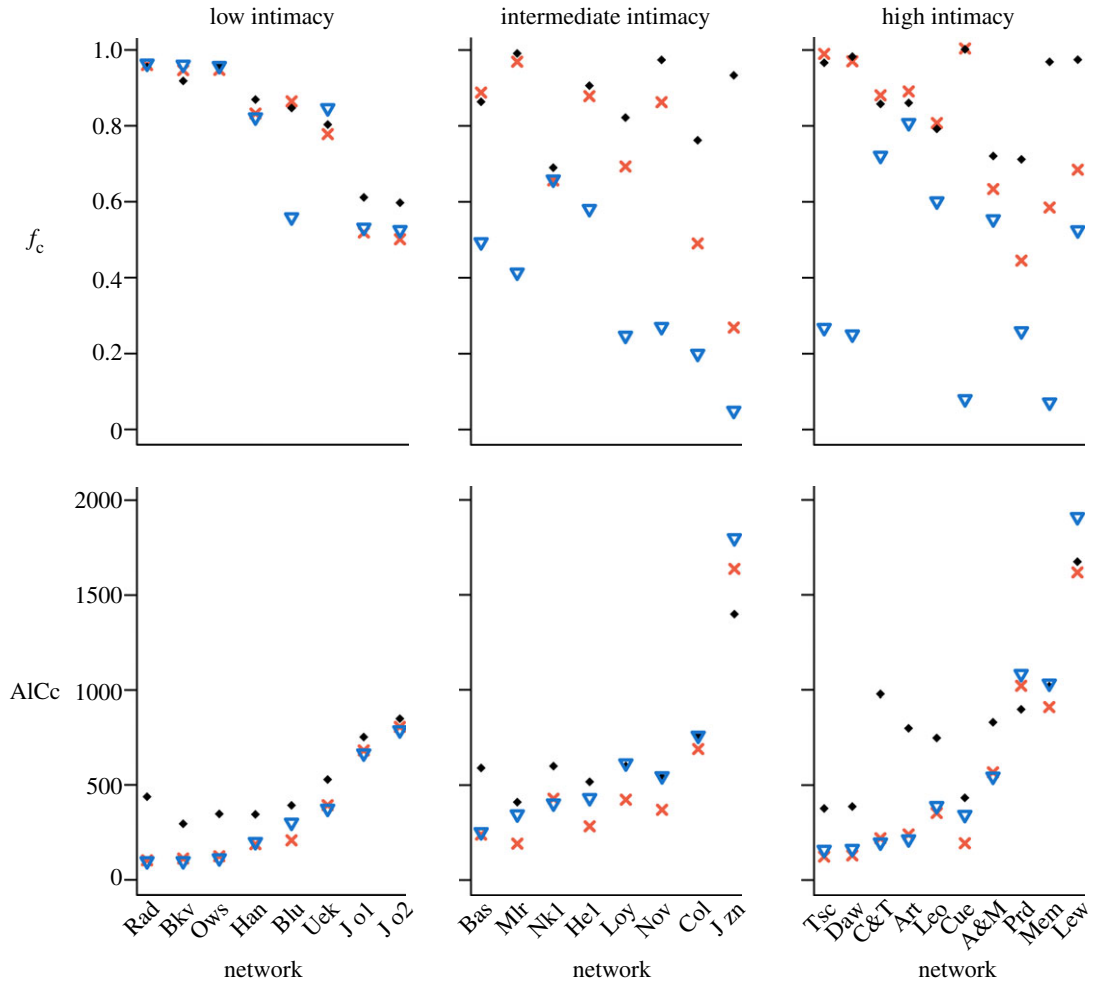 low intimacy
intermediate intimacy
high intimacy
1.0
0.8
0.6
0.4
0.2
0
fc
2000
1500
1000
500
0
AICc
Rad
Bkv
Ows
Han
Blu
Uek
J o1
J o2
Bas
Mlr
Nk1
He1
Loy
Nov
Col
J zn
Tsc
Daw
C&T
Art
Leo
Cue
A&M
Prd
Mem
Lew
network
network
network